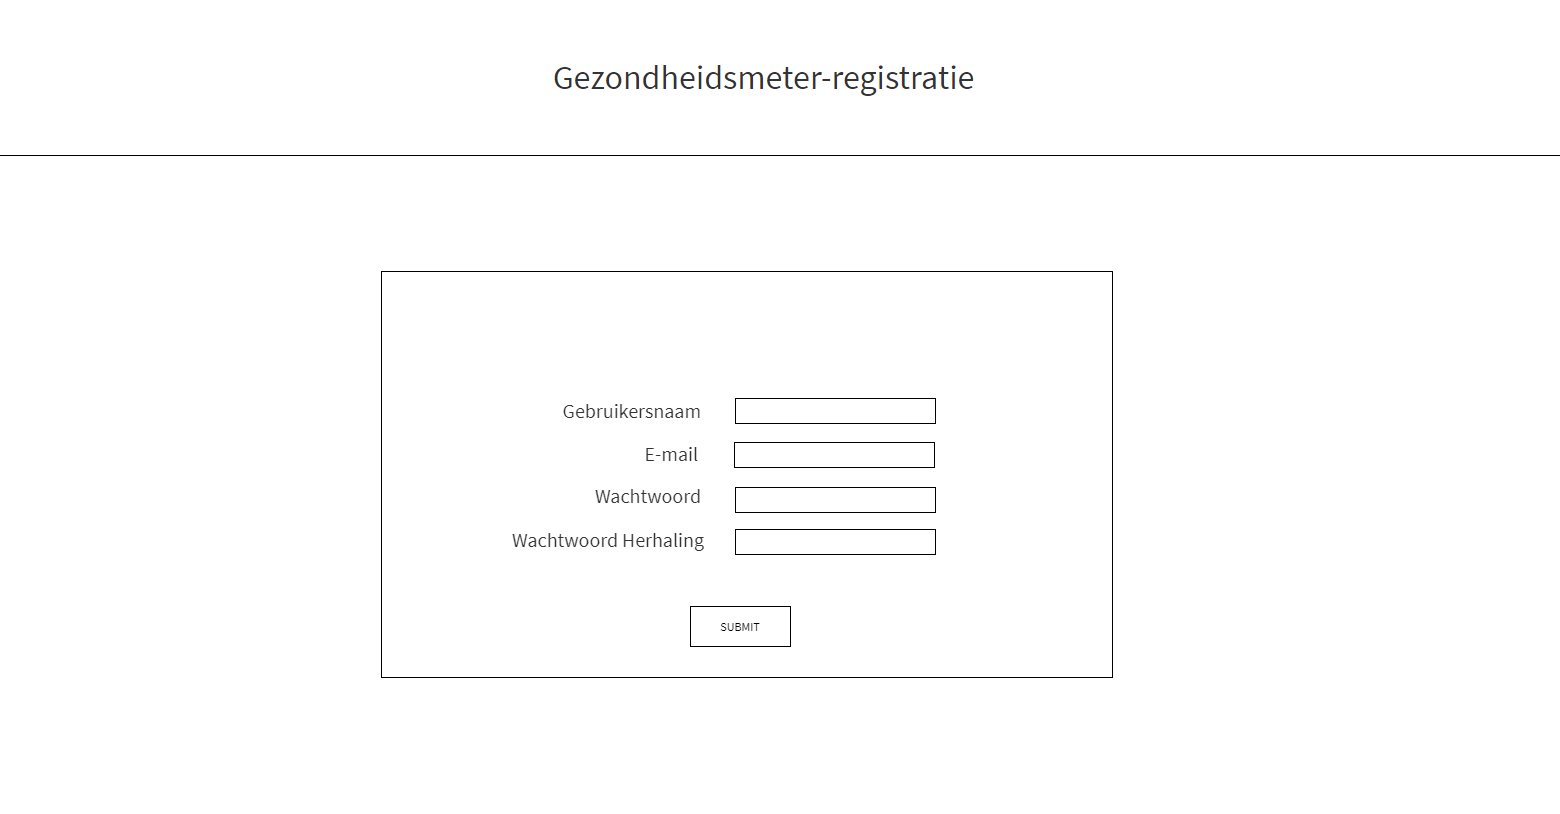 Gezondheidsmeter-registratie
Gebruikersnaam
E-mail
Wachtwoord
Wachtwoord Herhaling
SUBMIT